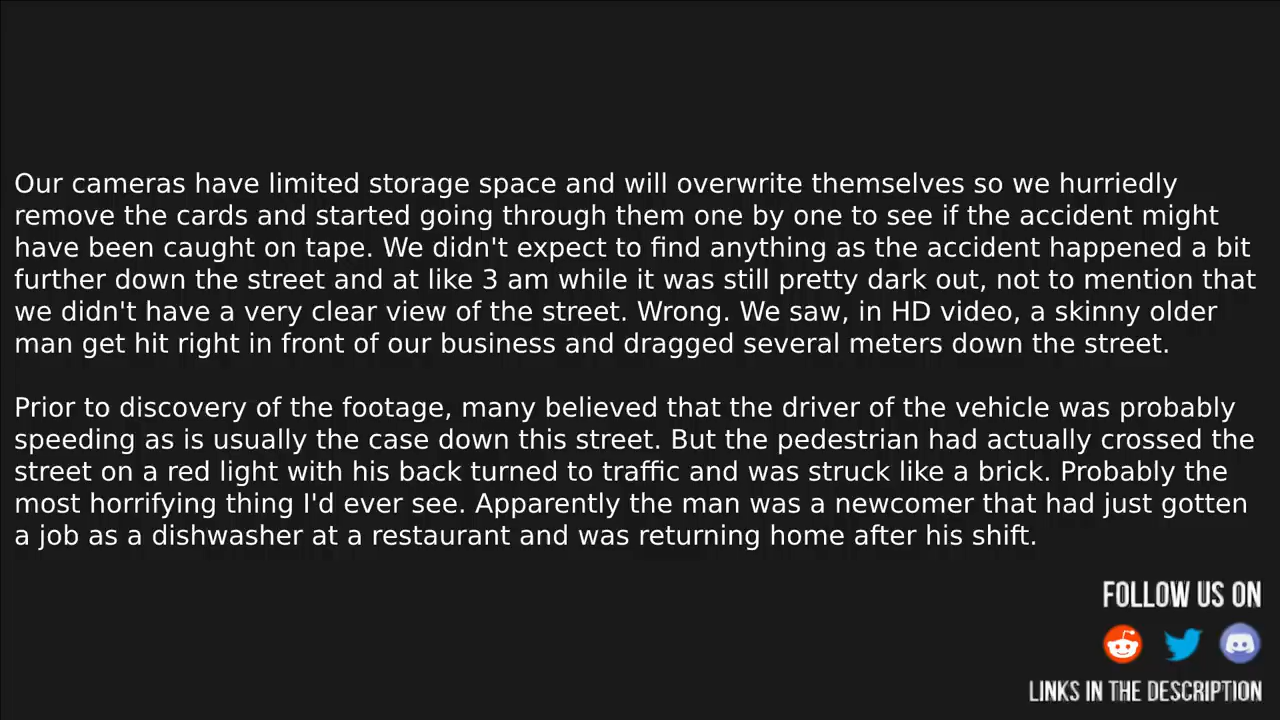 Our cameras have limited storage space and will overwrite themselves so we hurriedly
remove the cards and started going through them one by one to see if the accident might
have been caught on tape. We didn't expect to find anything as the accident happened a bit
further down the street and at like 3 am while it was still pretty dark out, not to mention that
we didn't have a very clear view of the street. Wrong. We saw, in HD video, a skinny older
man get hit right in front of our business and dragged several meters down the street.
Prior to discovery of the footage, many believed that the driver of the vehicle was probably
speeding as is usually the case down this street. But the pedestrian had actually crossed the
street on a red light with his back turned to traffic and was struck like a brick. Probably the
most horrifying thing I'd ever see. Apparently the man was a newcomer that had just gotten
a job as a dishwasher at a restaurant and was returning home after his shift.
FOLLOW US ON
LINKS IN THE DESCRIPTION